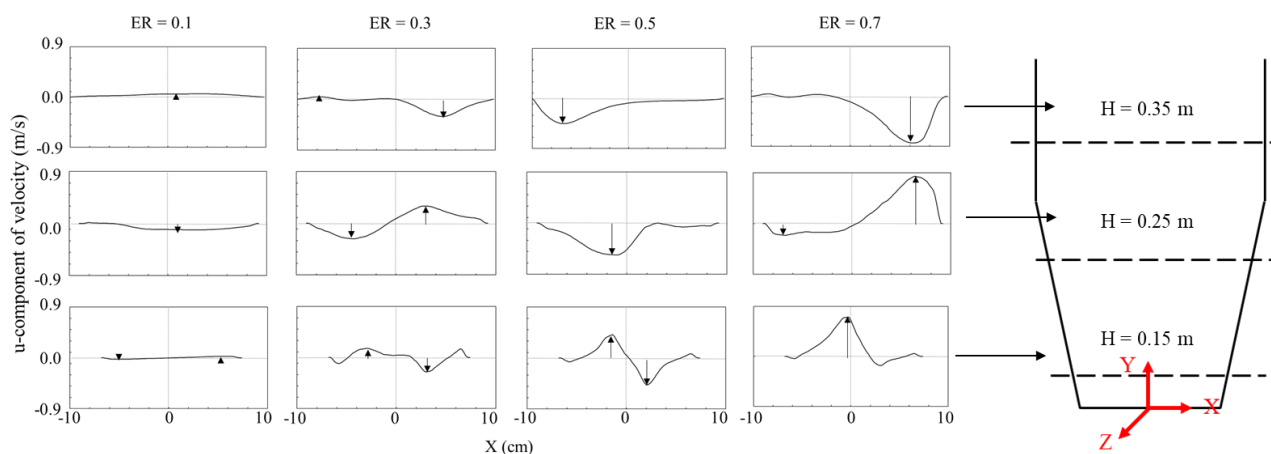 ER = 0.1 ER = 0.3 ER = 0.5 ER = 0.7
u-component of velocity (m/s)
0.9
0.0
-0.9
H = 0.35 m
0.9
0.0
-0.9
H = 0.25 m
0.9
0.0
-0.9
H = 0.15 m
-10 0 10 -10 0 10 -10 0 10 -10 0 10
X (cm)
Y
X
Z